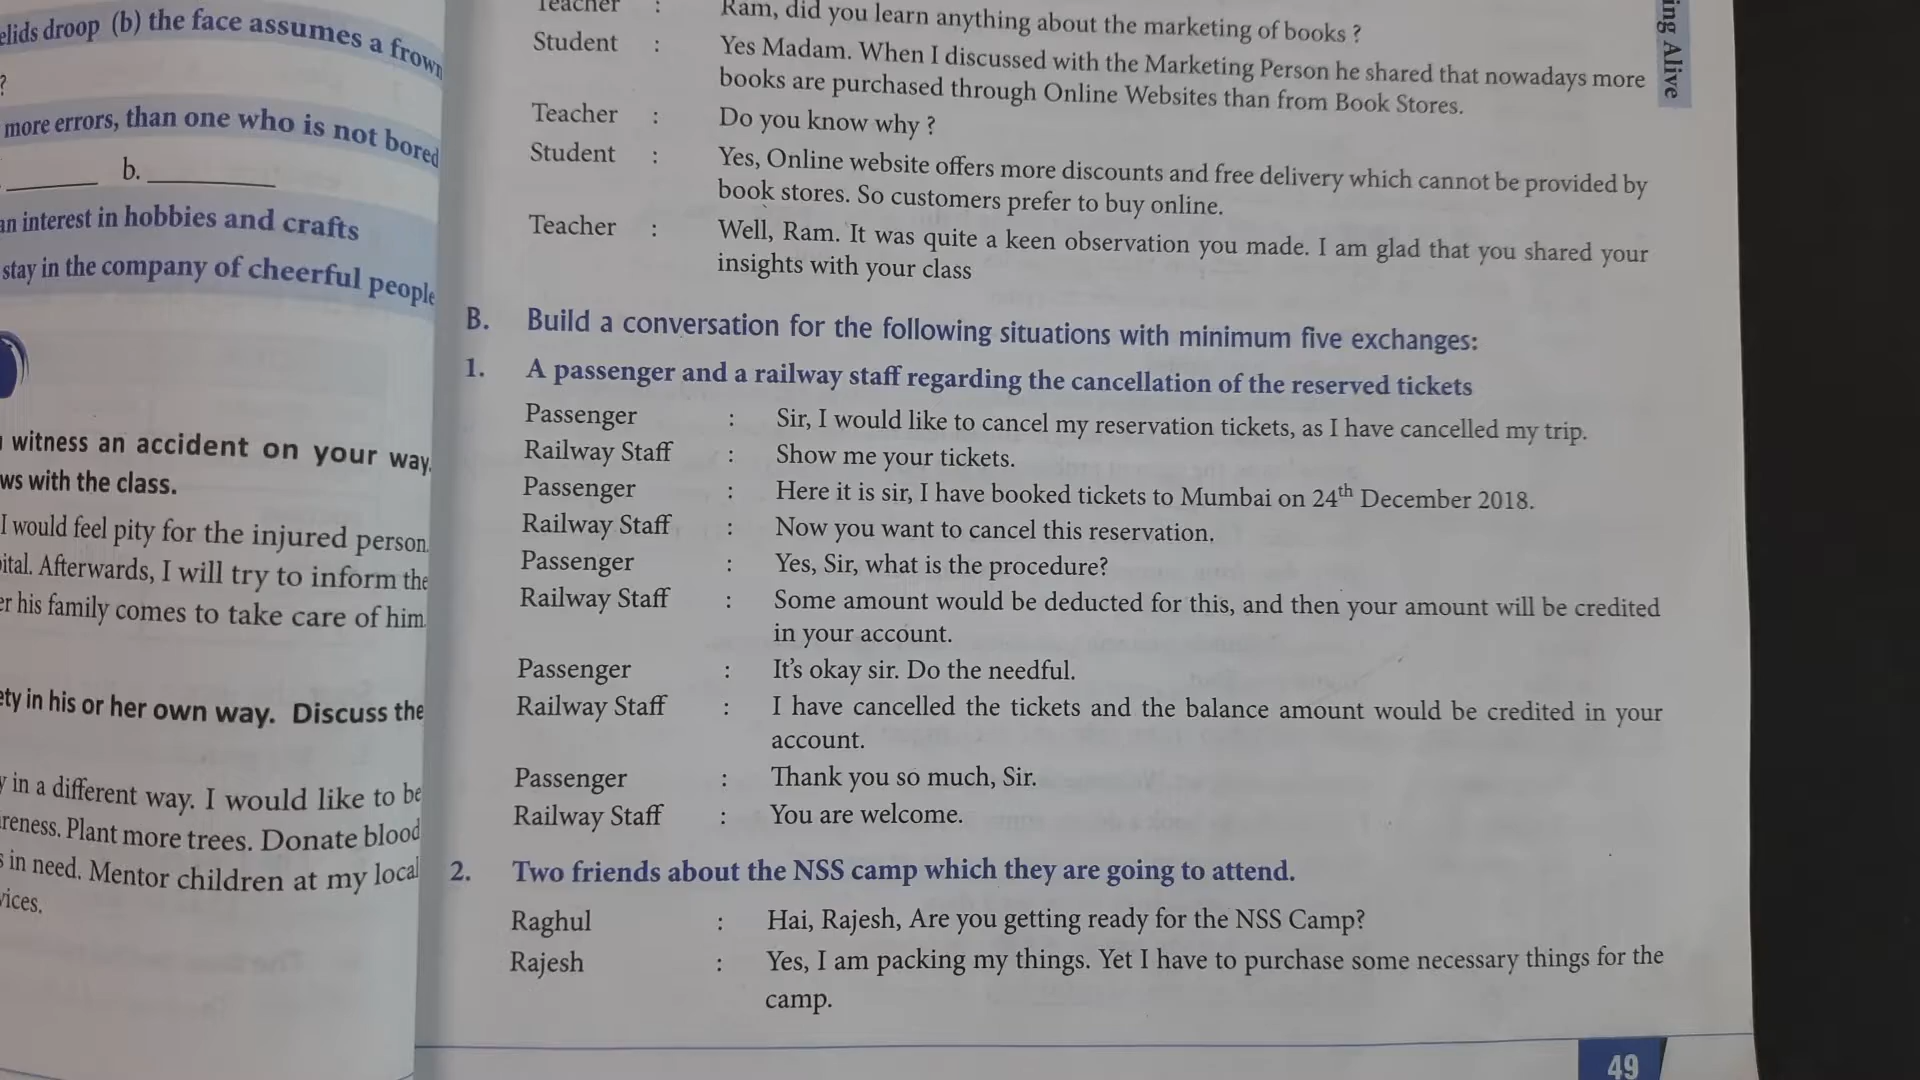 elids droop (b) the face assumes a frown
?
more errors, than one who is not bored
b.
an interest in hobbies and crafts
stay in the company of cheerful people
witness an accident on your way.
ws with the class.
I would feel pity for the injured person.
ital. Afterwards, I will try to inform the
er his family comes to take care of him.
ety in his or her own way. Discuss the
y in a different way. I would like to be
areness. Plant more trees. Donate blood
s in need. Mentor children at my local
vices.
Teacher : Ram, did you learn anything about the marketing of books ?
Student : Yes Madam. When I discussed with the Marketing Person he shared that nowadays more
books are purchased through Online Websites than from Book Stores.
Teacher : Do you know why ?
Student : Yes, Online website offers more discounts and free delivery which cannot be provided by
book stores. So customers prefer to buy online.
Teacher : Well, Ram. It was quite a keen observation you made. I am glad that you shared your
insights with your class
B. Build a conversation for the following situations with minimum five exchanges:
1. A passenger and a railway staff regarding the cancellation of the reserved tickets
Passenger : Sir, I would like to cancel my reservation tickets, as I have cancelled my trip.
Railway Staff : Show me your tickets.
Passenger : Here it is sir, I have booked tickets to Mumbai on 24th December 2018.
Railway Staff : Now you want to cancel this reservation.
Passenger : Yes, Sir, what is the procedure?
Railway Staff : Some amount would be deducted for this, and then your amount will be credited
in your account.
Passenger : It's okay sir. Do the needful.
Railway Staff : I have cancelled the tickets and the balance amount would be credited in your
account.
Passenger : Thank you so much, Sir.
Railway Staff : You are welcome.
2. Two friends about the NSS camp which they are going to attend.
Raghul : Hai, Rajesh, Are you getting ready for the NSS Camp?
Rajesh : Yes, I am packing my things. Yet I have to purchase some necessary things for the
camp.
ing Alive
49